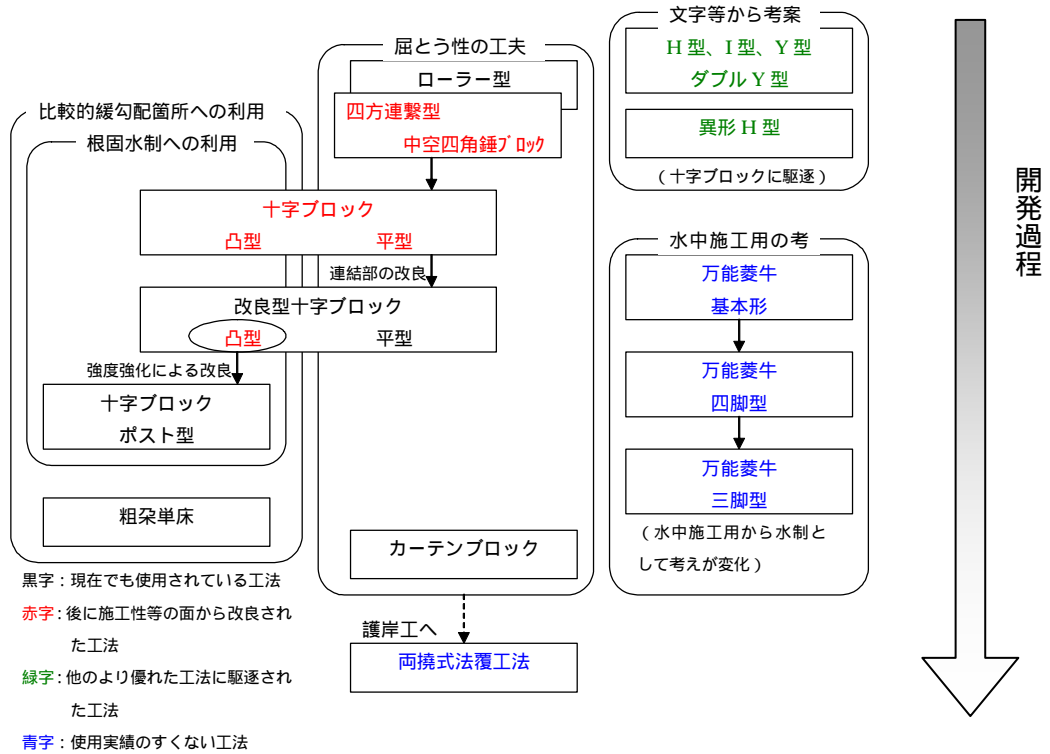 文字等から考案
H 型、I 型、Y 型
ダブル Y 型
異形 H 型
(十字ブロックに駆逐)
屈とう性の工夫
ローラー型
四方連繋型
中空四角錘ブロック
比較的緩勾配箇所への利用
根固水制への利用
十字ブロック
凸型 平型
連結部の改良
改良型十字ブロック
凸型 平型
強度強化による改良
十字ブロック
ポスト型
粗朶単床
カーテンブロック
護岸工へ
両撓式法覆工法
水中施工用の考
万能菱牛
基本形
万能菱牛
四脚型
万能菱牛
三脚型
(水中施工用から水制と
して考えが変化)
開発過程
黒字:現在でも使用されている工法
赤字:後に施工性等の面から改良され
た工法
緑字:他のより優れた工法に駆逐され
た工法
青字:使用実績のすくない工法